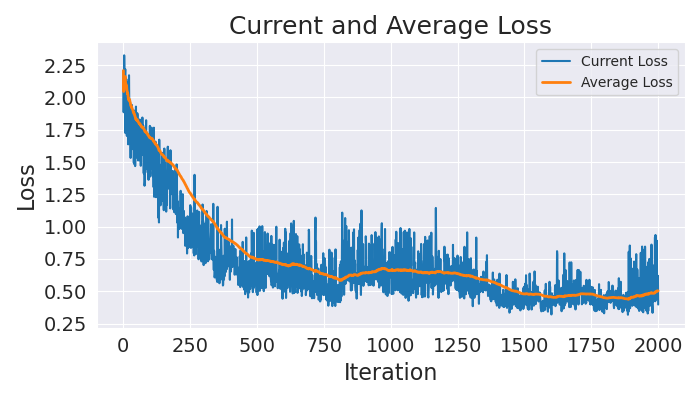 Current and Average Loss
Current Loss
Average Loss
Loss
2.25
2.00
1.75
1.50
1.25
1.00
0.75
0.50
0.25
0 250 500 750 1000 1250 1500 1750 2000
Iteration